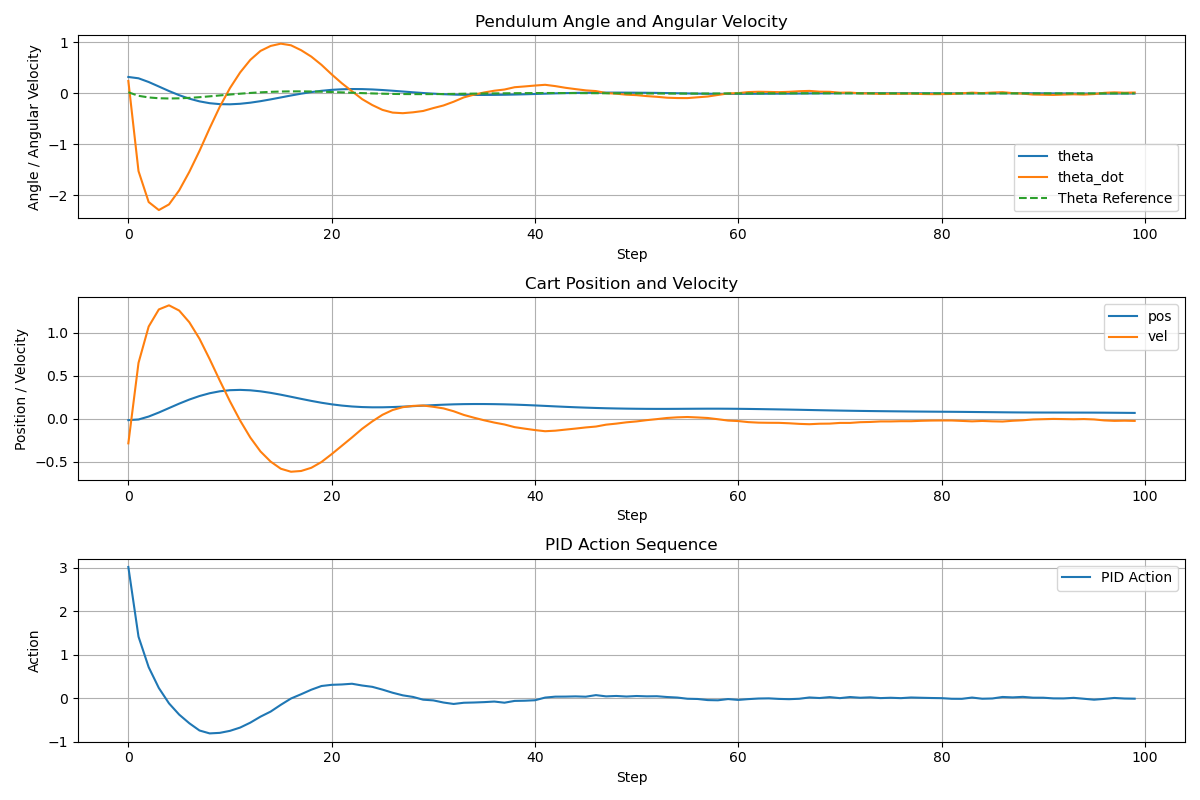 Pendulum Angle and Angular Velocity
Angle / Angular Velocity
1
0
−1
−2
theta
theta_dot
Theta Reference
0 20 40 60 80 100
Step
Cart Position and Velocity
Position / Velocity
1.0
0.5
0.0
−0.5
pos
vel
0 20 40 60 80 100
Step
PID Action Sequence
Action
3
2
1
0
−1
PID Action
0 20 40 60 80 100
Step